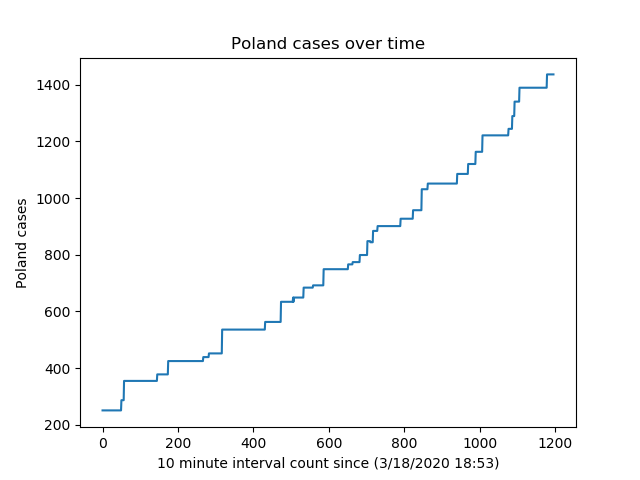 Poland cases over time
1400
1200
1000
800
600
400
200
Poland cases
0 200 400 600 800 1000 1200
10 minute interval count since (3/18/2020 18:53)